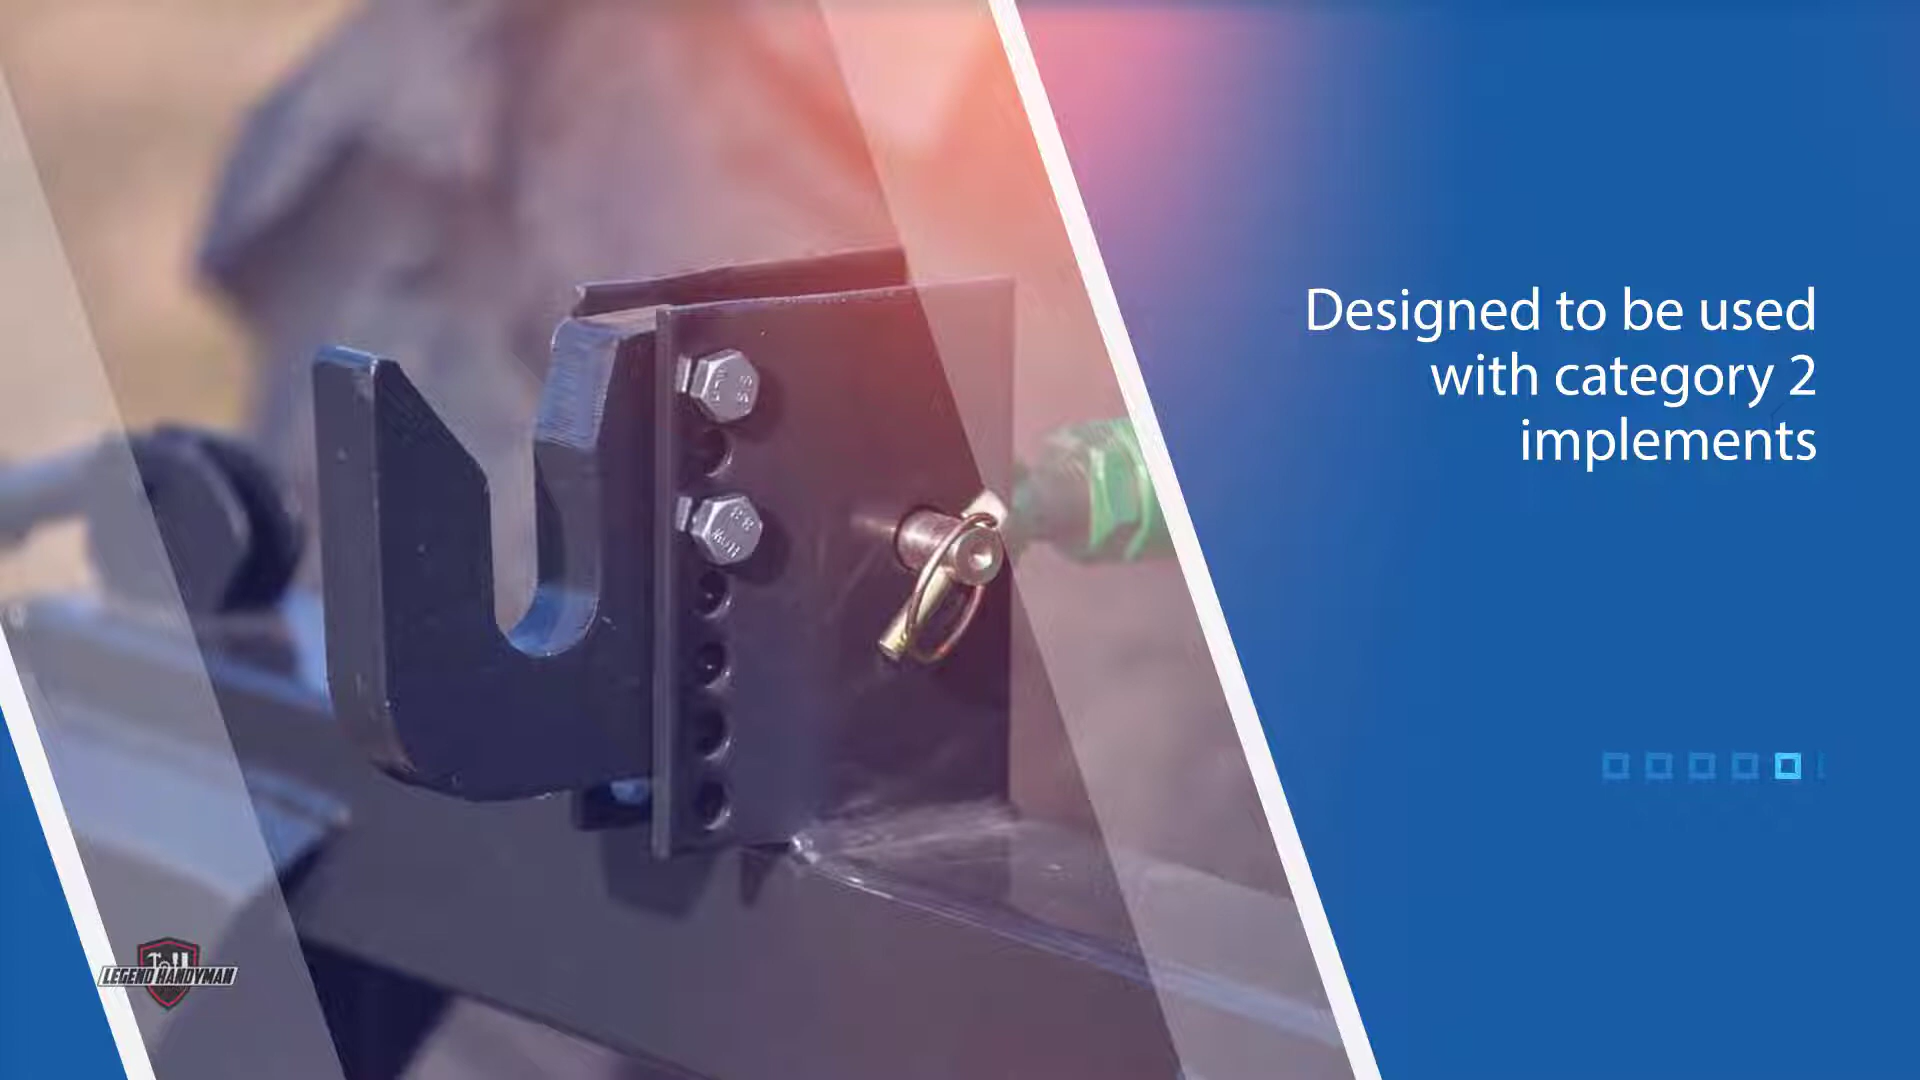 Designed to be used
with category 2
implements
LEGEND HANDYMAN